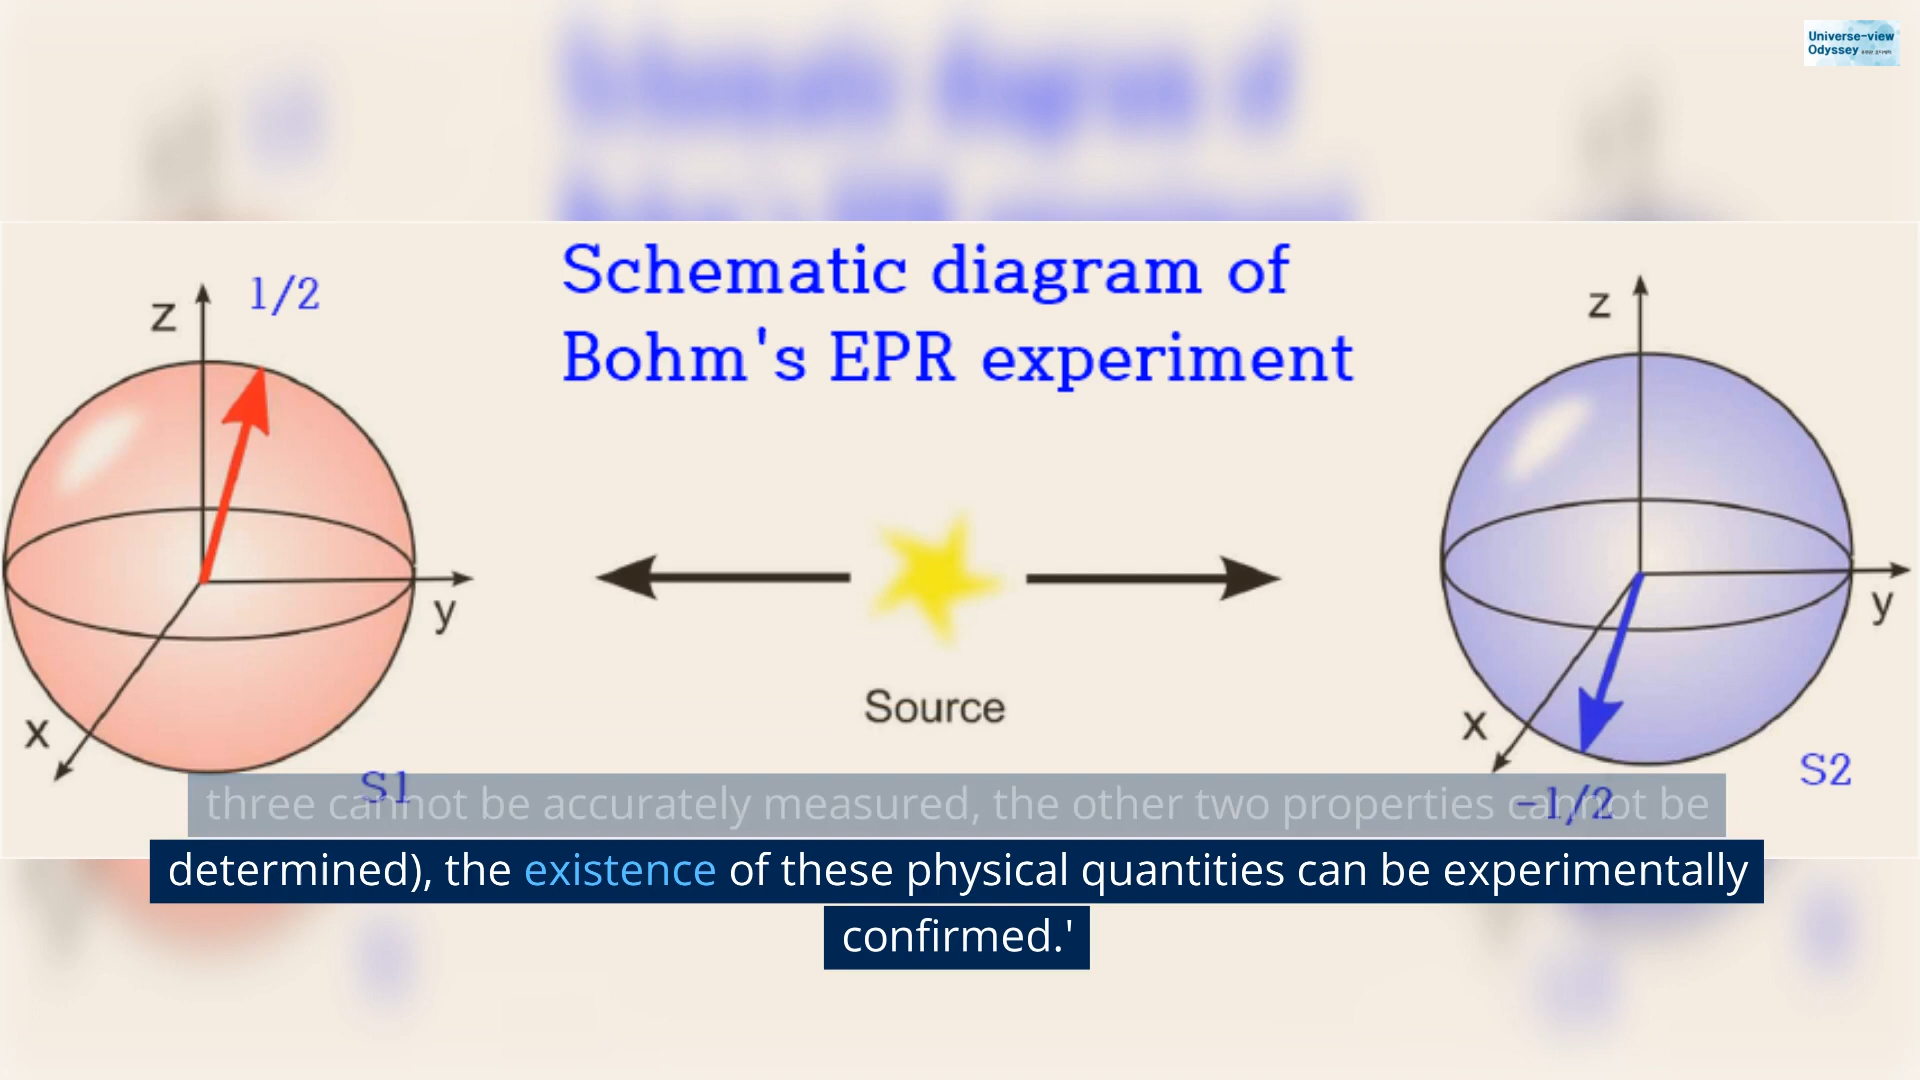 Universe-view
Odyssey
Schematic diagram of
Bohm's EPR experiment
z
1/2
y
x
S1
Source
z
y
x
S2
-1/2
three cannot be accurately measured, the other two properties cannot be
determined), the existence of these physical quantities can be experimentally
confirmed.'